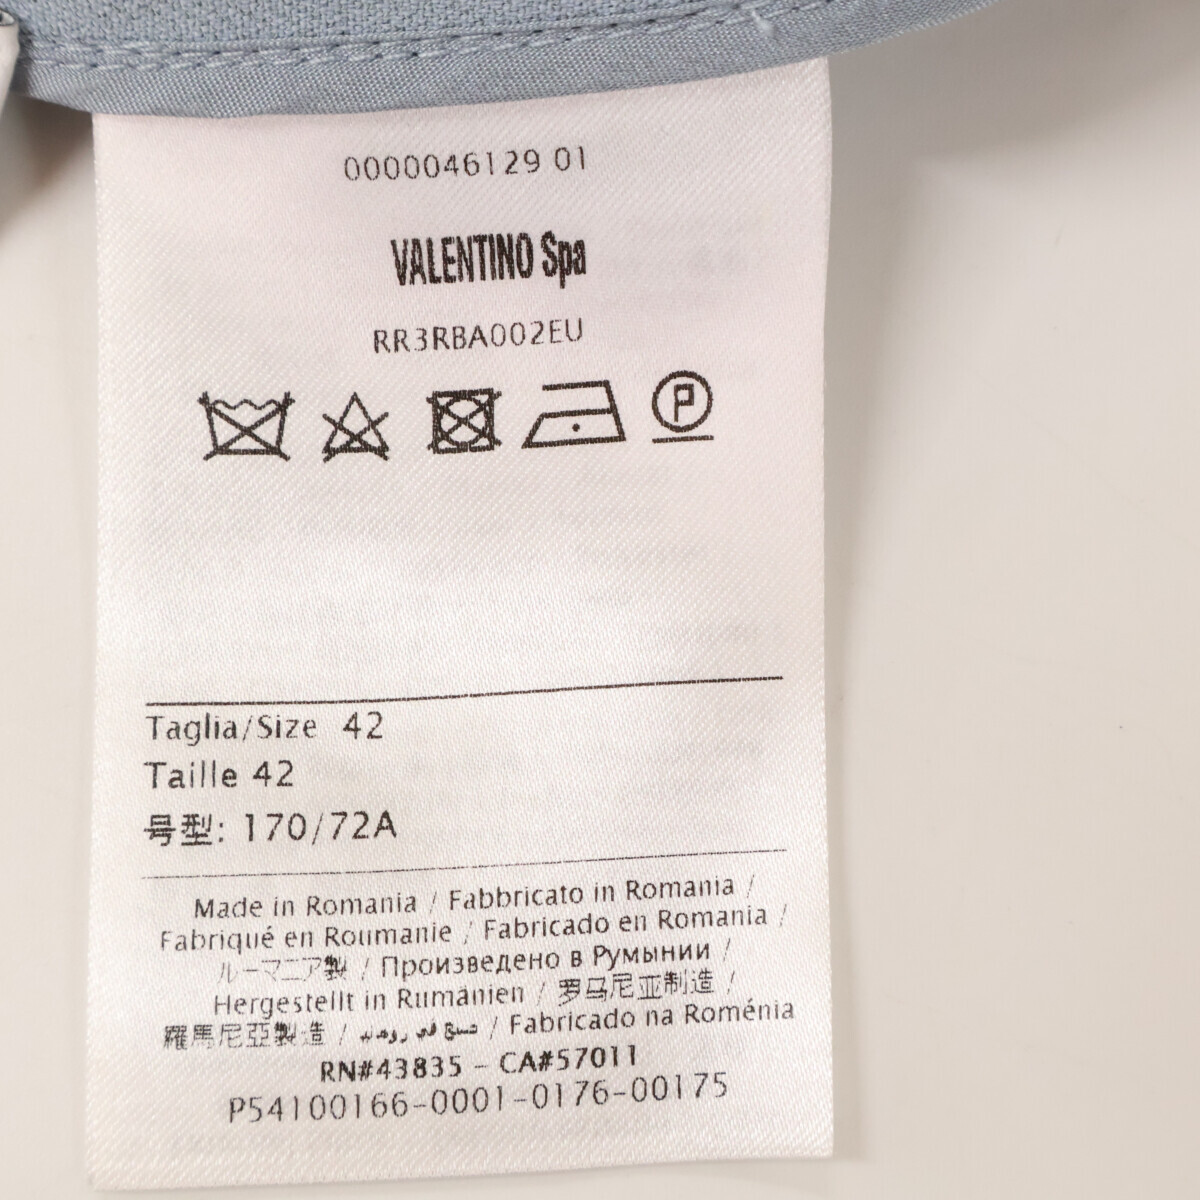 0000046129 01
VALENTINO Spa
RR3RBA002EU
P
Taglia/Size 42
Taille 42
号型: 170/72A
Made in Romania / Fabbricato in Romania /
Fabriqué en Roumanie / Fabricado en Romania /
ルーマニア製 / Произведено в Румынии /
Hergestellt in Rumänien / 罗马尼亚制造 /
羅馬尼亞製造 / / Fabricado na Roménia
RN#43835 - CA#57011
P54100166-0001-0176-00175